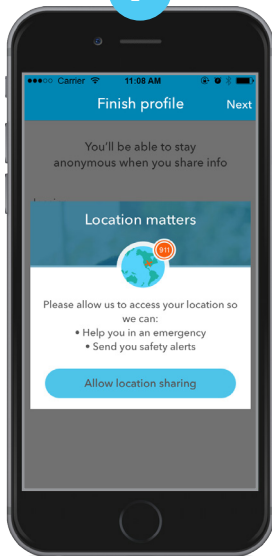 Carrier 11:08 AM
Finish profile Next
You'll be able to stay
anonymous when you share info
Location matters
911
Please allow us to access your location so
we can:
• Help you in an emergency
• Send you safety alerts
Allow location sharing